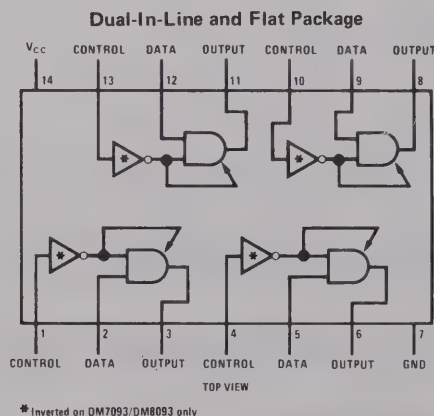 Dual-In-Line and Flat Package
VCC CONTROL DATA OUTPUT CONTROL DATA OUTPUT
14 13 12 11 10 9 8
* *
* *
1 2 3 4 5 6 7
CONTROL DATA OUTPUT CONTROL DATA OUTPUT GND
TOP VIEW
* Inverted on DM7093/DM8093 only